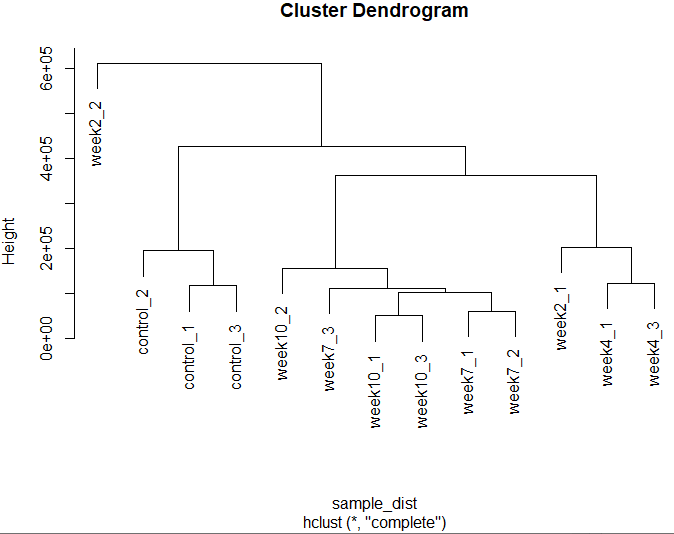 Cluster Dendrogram
Height
0e+00
2e+05
4e+05
6e+05
week2_2
control_2
control_1
control_3
week10_2
week7_3
week10_1
week10_3
week7_1
week7_2
week2_1
week4_1
week4_3
sample_dist
hclust (*, "complete")